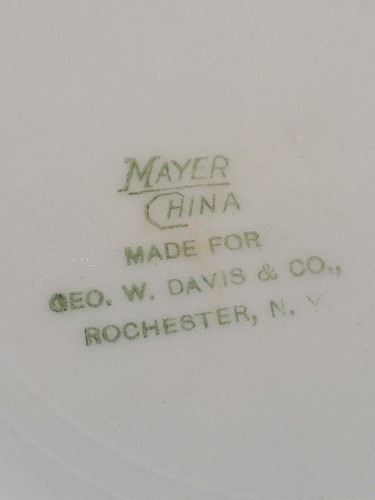 MAYER
CHINA
MADE FOR
GEO. W. DAVIS & CO.,
ROCHESTER, N. Y